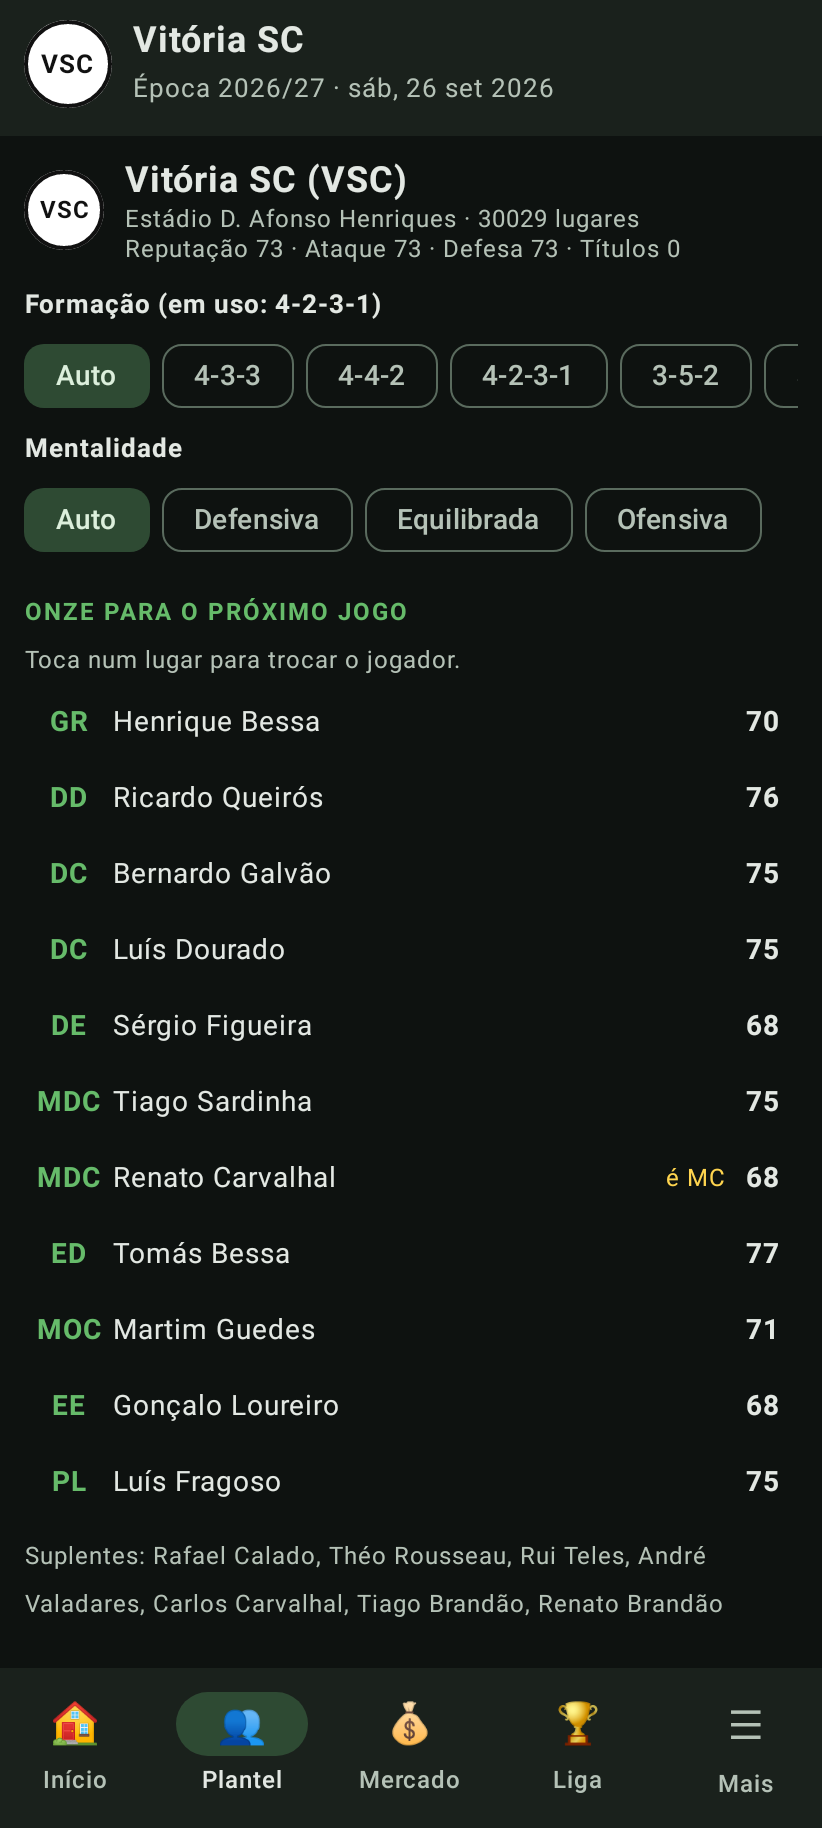 VSC
Vitória SC
Época 2026/27 · sáb, 26 set 2026
VSC
Vitória SC (VSC)
Estádio D. Afonso Henriques · 30029 lugares
Reputação 73 · Ataque 73 · Defesa 73 · Títulos 0
Formação (em uso: 4-2-3-1)
Auto 4-3-3 4-4-2 4-2-3-1 3-5-2
Mentalidade
Auto Defensiva Equilibrada Ofensiva
ONZE PARA O PRÓXIMO JOGO
Toca num lugar para trocar o jogador.
GR Henrique Bessa 70
DD Ricardo Queirós 76
DC Bernardo Galvão 75
DC Luís Dourado 75
DE Sérgio Figueira 68
MDC Tiago Sardinha 75
MDC Renato Carvalhal é MC 68
ED Tomás Bessa 77
MOC Martim Guedes 71
EE Gonçalo Loureiro 68
PL Luís Fragoso 75
Suplentes: Rafael Calado, Théo Rousseau, Rui Teles, André
Valadares, Carlos Carvalhal, Tiago Brandão, Renato Brandão
Início Plantel Mercado Liga Mais